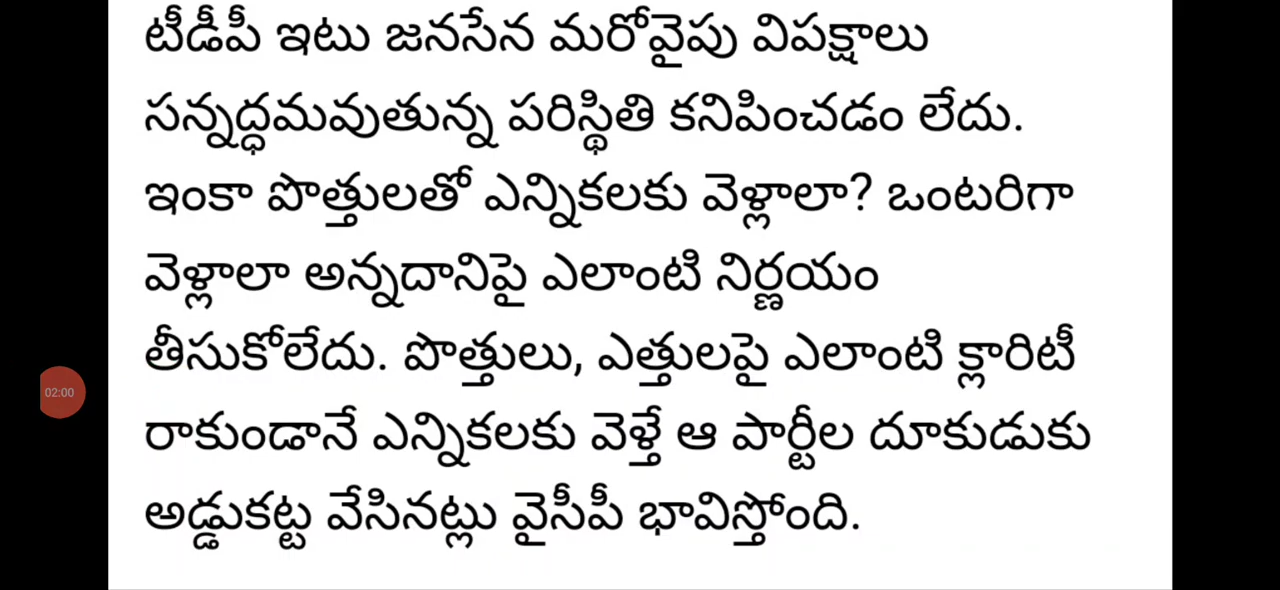 టీడీపీ ఇటు జనసేన మరోవైపు విపక్షాలు
సన్నద్ధమవుతున్న పరిస్థితి కనిపించడం లేదు.
ఇంకా పొత్తులతో ఎన్నికలకు వెళ్లాలా? ఒంటరిగా
వెళ్లాలా అన్నదానిపై ఎలాంటి నిర్ణయం
తీసుకోలేదు. పొత్తులు, ఎత్తులపై ఎలాంటి క్లారిటీ
02:00
రాకుండానే ఎన్నికలకు వెళ్తే ఆ పార్టీల దూకుడుకు
అడ్డుకట్ట వేసినట్లు వైసీపీ భావిస్తోంది.